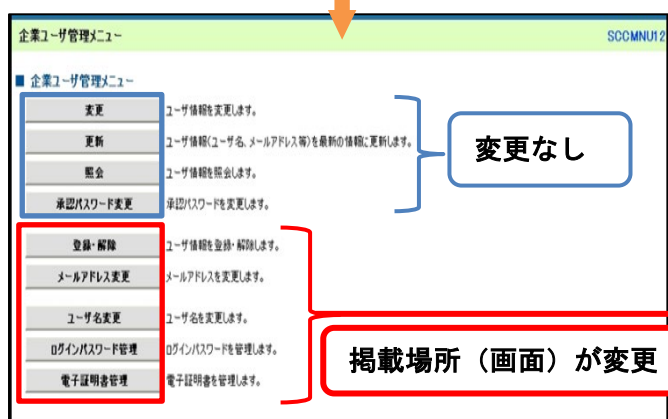 企業ユーザ管理メニュー SCCMNU12
■ 企業ユーザ管理メニュー
変更 ユーザ情報を変更します。
更新 ユーザ情報(ユーザ名、メールアドレス等)を最新の情報に更新します。
照会 ユーザ情報を照会します。
承認パスワード変更 承認パスワードを変更します。
変更なし
登録・解除 ユーザ情報を登録・解除します。
メールアドレス変更 メールアドレスを変更します。
ユーザ名変更 ユーザ名を変更します。
ログインパスワード管理 ログインパスワードを管理します。
電子証明書管理 電子証明書を管理します。
掲載場所（画面）が変更